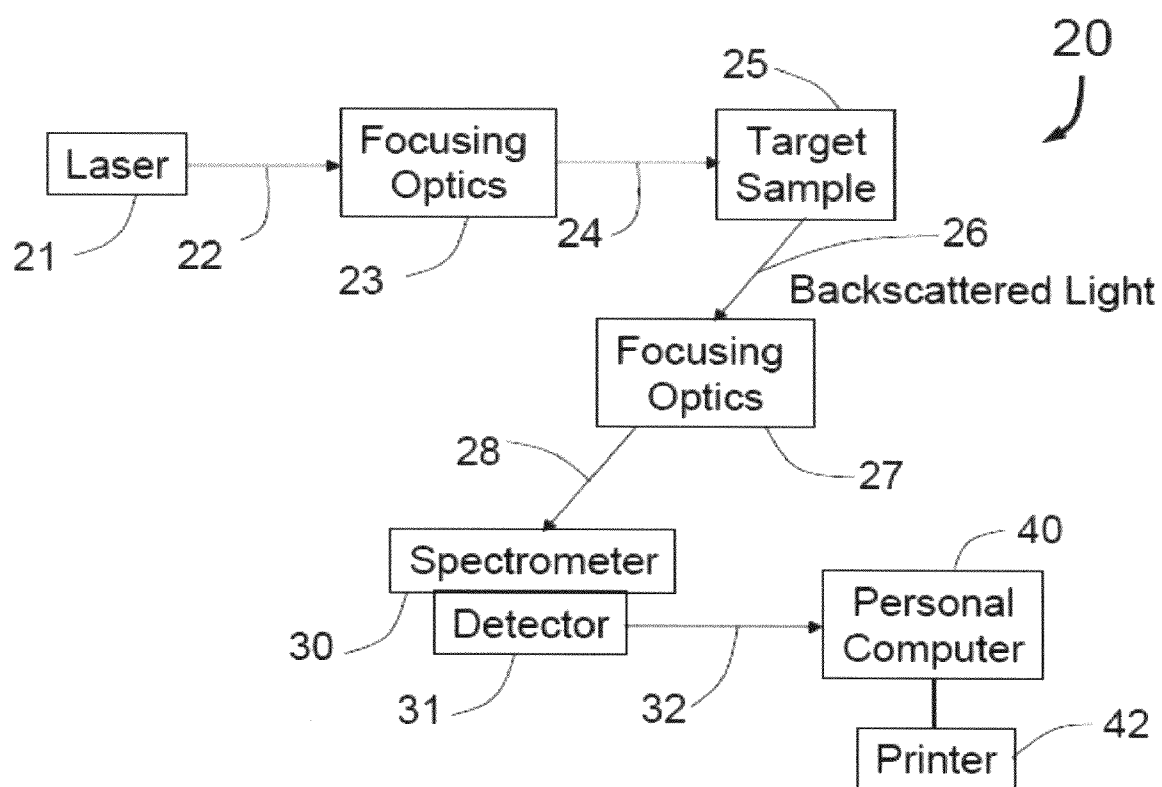 20
25
Laser
Focusing
Optics
Target
Sample
21
22
23
24
26
Backscattered Light
Focusing
Optics
28
27
Spectrometer
40
30
Detector
Personal
Computer
31
32
42
Printer